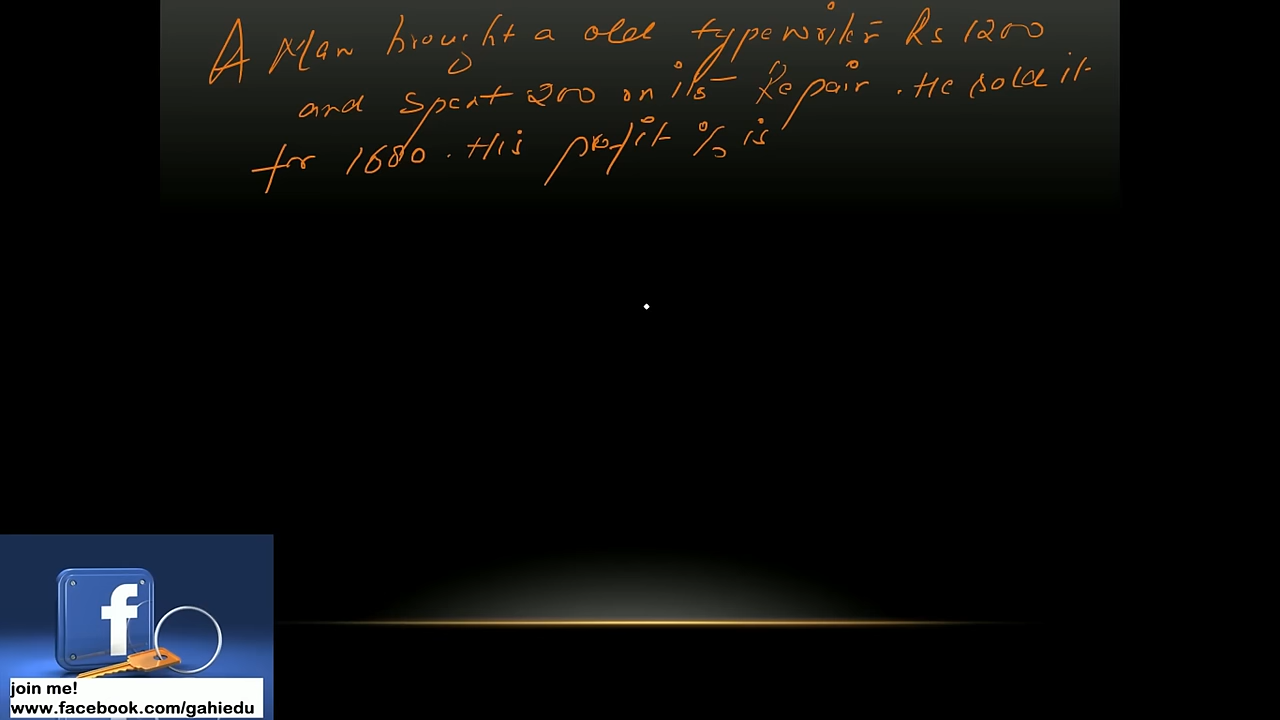 A Man brought a old typewriter Rs 1200
and Spent 200 on its Repair. He sold it
for 1680. His profit % is
f
join me!
www.facebook.com/gahiedu